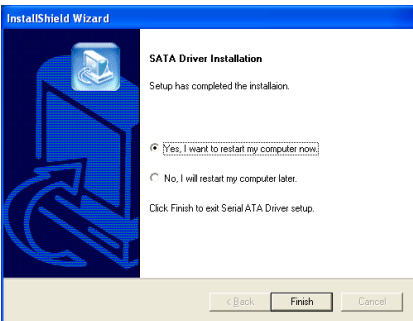 InstallShield Wizard
SATA Driver Installation
Setup has completed the installaion.
Yes, I want to restart my computer now.
No, I will restart my computer later.
Click Finish to exit Serial ATA Driver setup.
< Back Finish Cancel